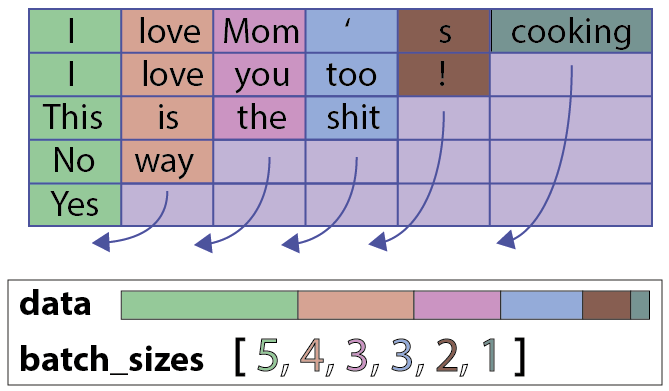 I love Mom ‘ s cooking
I love you too !
This is the shit
No way
Yes
data
batch_sizes [ 5, 4, 3, 3, 2, 1 ]